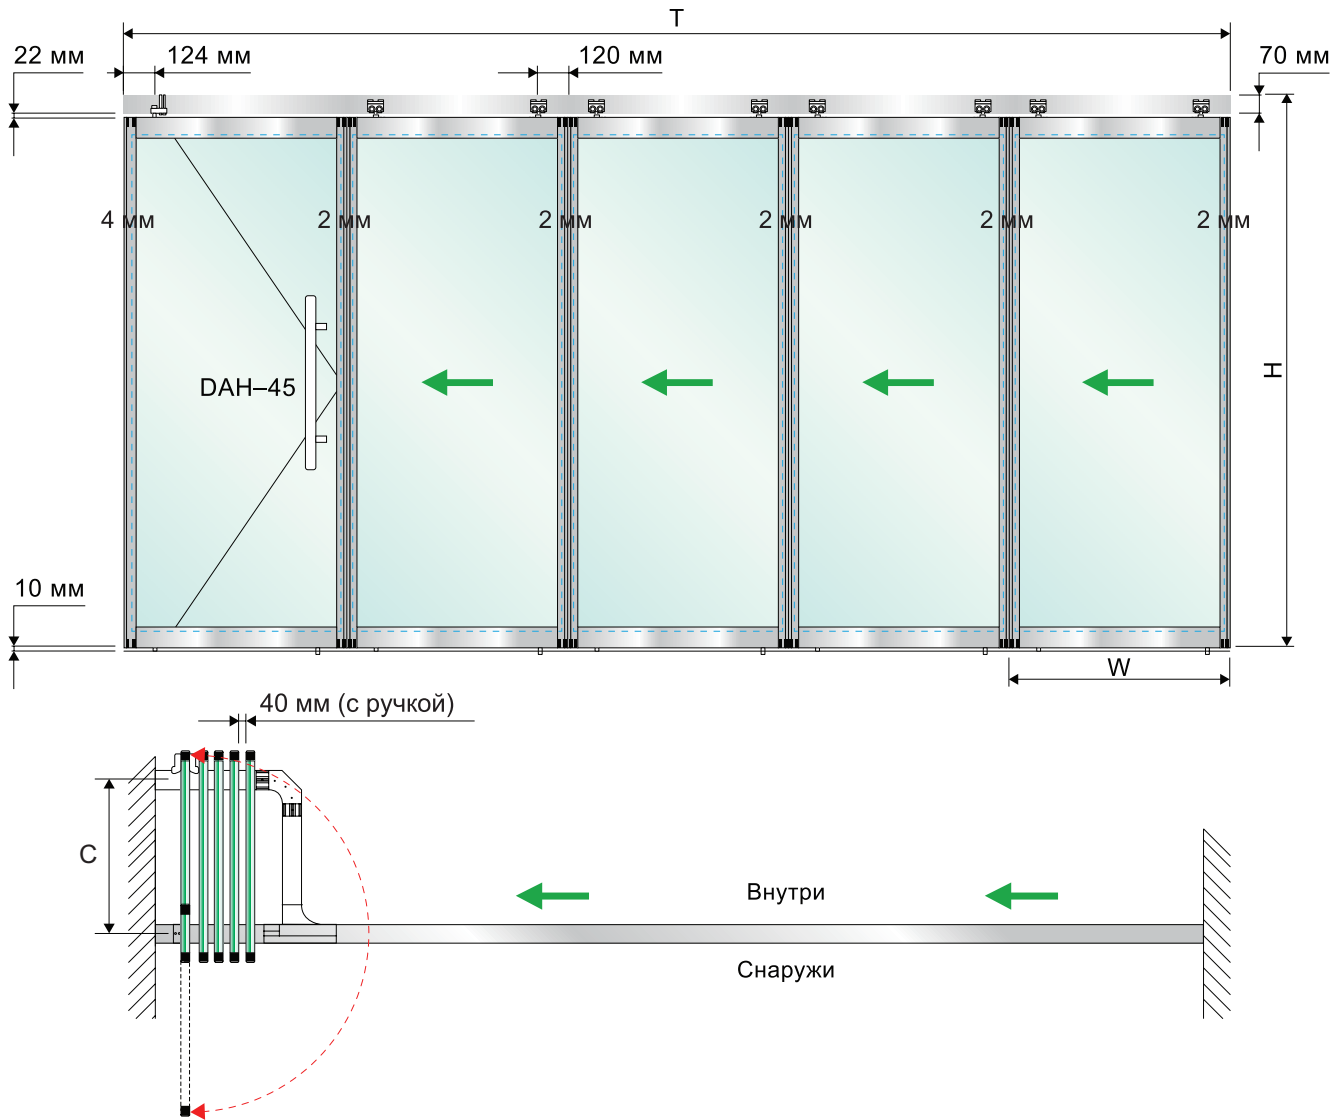 T
22 мм
124 мм
120 мм
70 мм
4 мм
2 мм
2 мм
2 мм
2 мм
2 мм
H
DAH–45
10 мм
W
40 мм (с ручкой)
C
Внутри
Снаружи